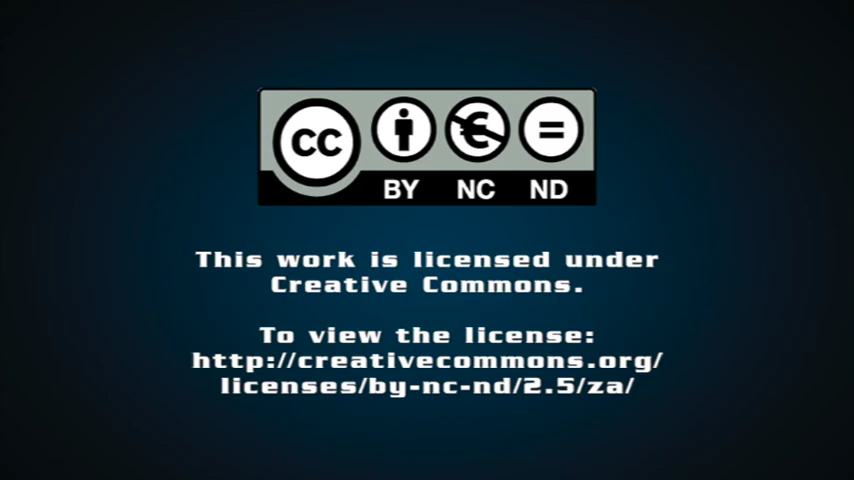 CC
BY NC ND
This work is licensed under
Creative Commons.
To view the license:
http://creativecommons.org/
licenses/by-nc-nd/2.5/za/